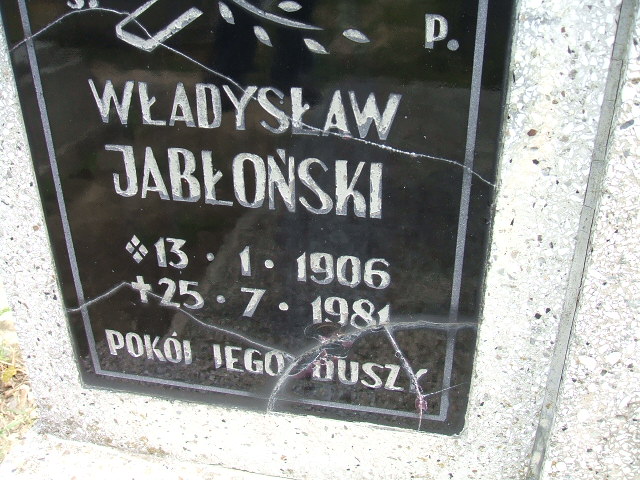 Ś. P.
WŁADYSŁAW
JABŁOŃSKI
13 · 1 · 1906
25 · 7 · 1981
POKÓJ JEGO DUSZY